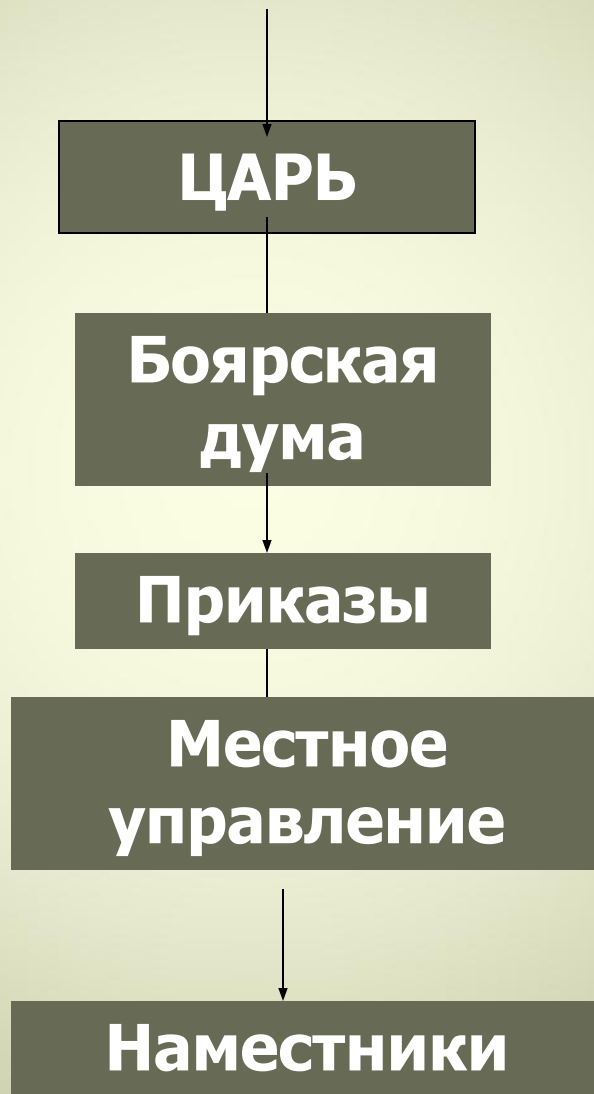 ЦАРЬ
Боярская
дума
Приказы
Местное
управление
Наместники